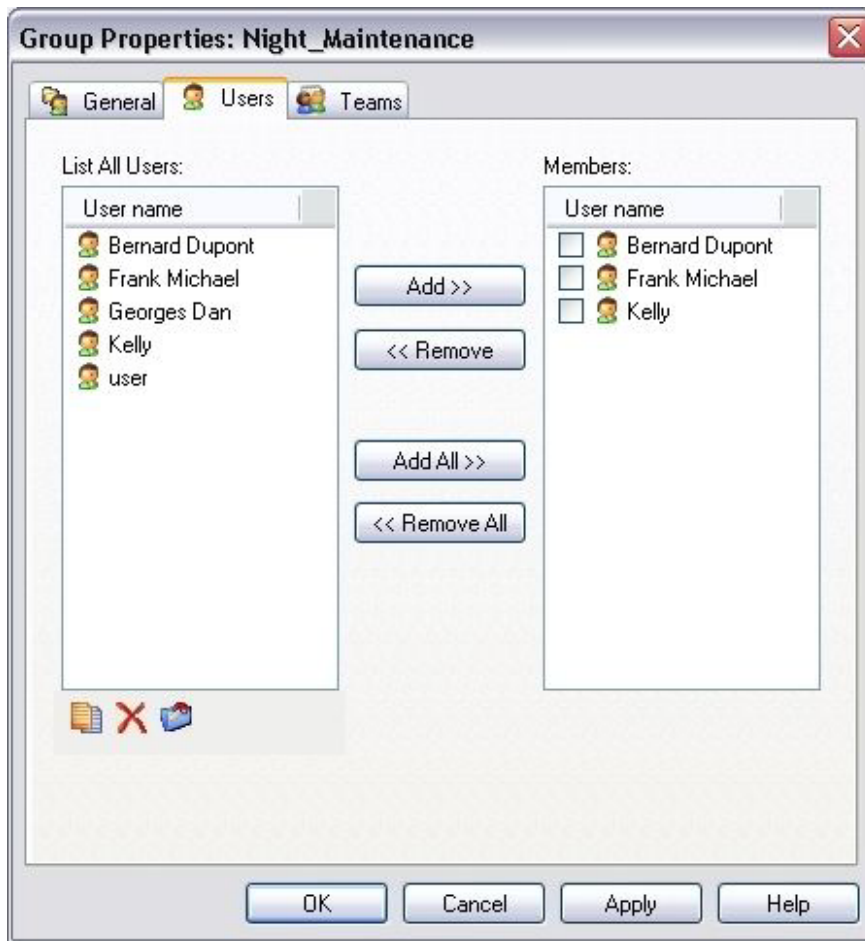 Group Properties: Night_Maintenance
General Users Teams
List All Users:
User name
Bernard Dupont
Frank Michael
Georges Dan
Kelly
user
Add >>
<< Remove
Add All >>
<< Remove All
Members:
User name
Bernard Dupont
Frank Michael
Kelly
OK Cancel Apply Help